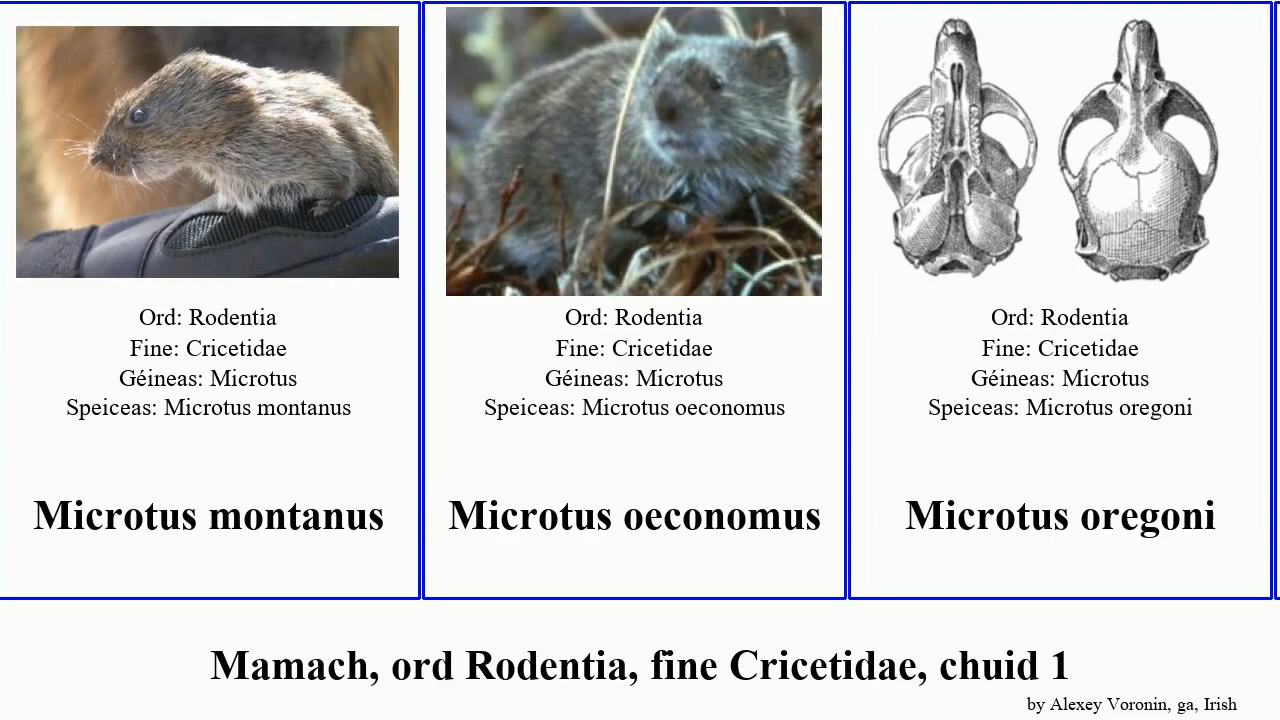 Ord: Rodentia
Fine: Cricetidae
Géineas: Microtus
Speiceas: Microtus montanus
Microtus montanus
Ord: Rodentia
Fine: Cricetidae
Géineas: Microtus
Speiceas: Microtus oeconomus
Microtus oeconomus
Ord: Rodentia
Fine: Cricetidae
Géineas: Microtus
Speiceas: Microtus oregoni
Microtus oregoni
Mamach, ord Rodentia, fine Cricetidae, chuid 1
by Alexey Voronin, ga, Irish